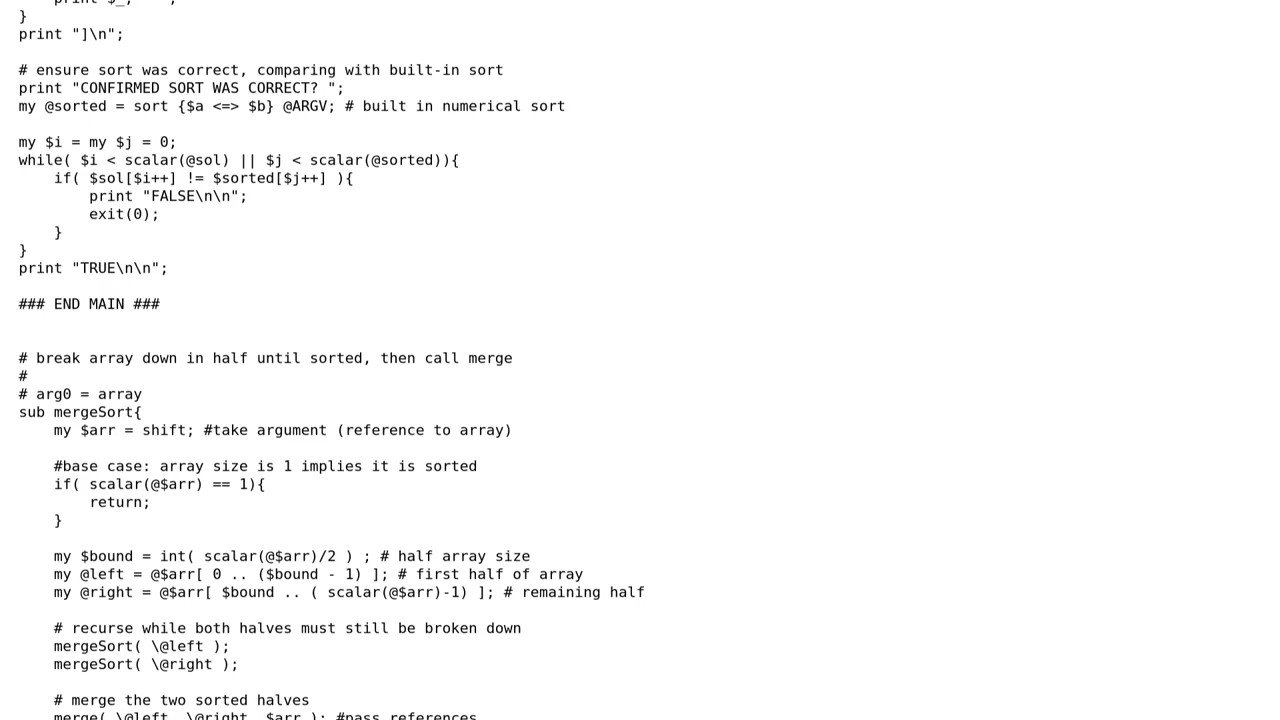 }
print "]\n";
# ensure sort was correct, comparing with built-in sort
print "CONFIRMED SORT WAS CORRECT? ";
my @sorted = sort {$a <=> $b} @ARGV; # built in numerical sort
my $i = my $j = 0;
while( $i < scalar(@sol) || $j < scalar(@sorted)){
    if( $sol[$i++] != $sorted[$j++] ){
        print "FALSE\n\n";
        exit(0);
    }
}
print "TRUE\n\n";
### END MAIN ###
# break array down in half until sorted, then call merge
#
# arg0 = array
sub mergeSort{
    my $arr = shift; #take argument (reference to array)
    #base case: array size is 1 implies it is sorted
    if( scalar(@$arr) == 1){
        return;
    }
    my $bound = int( scalar(@$arr)/2 ) ; # half array size
    my @left = @$arr[ 0 .. ($bound - 1) ]; # first half of array
    my @right = @$arr[ $bound .. ( scalar(@$arr)-1) ]; # remaining half
    # recurse while both halves must still be broken down
    mergeSort( \@left );
    mergeSort( \@right );
    # merge the two sorted halves
    merge( \@left, \@right, $arr ); #pass references